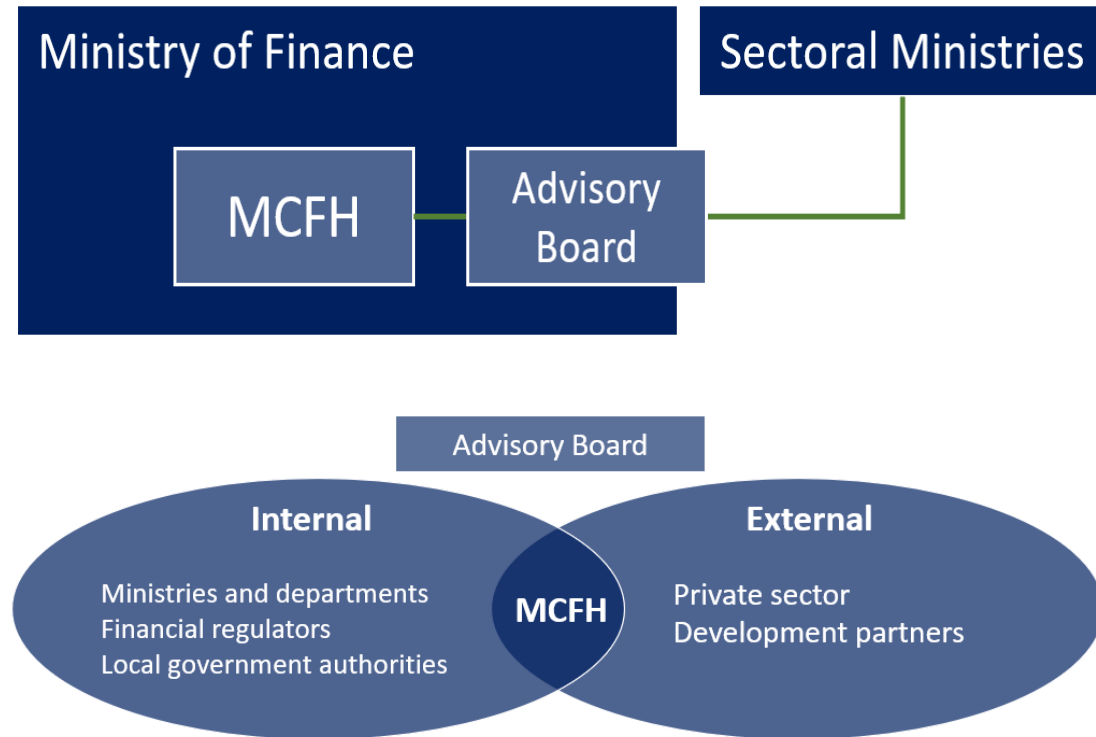 Ministry of Finance
Sectoral Ministries
MCFH
Advisory
Board
Advisory Board
Internal
External
Ministries and departments
Financial regulators
Local government authorities
MCFH
Private sector
Development partners